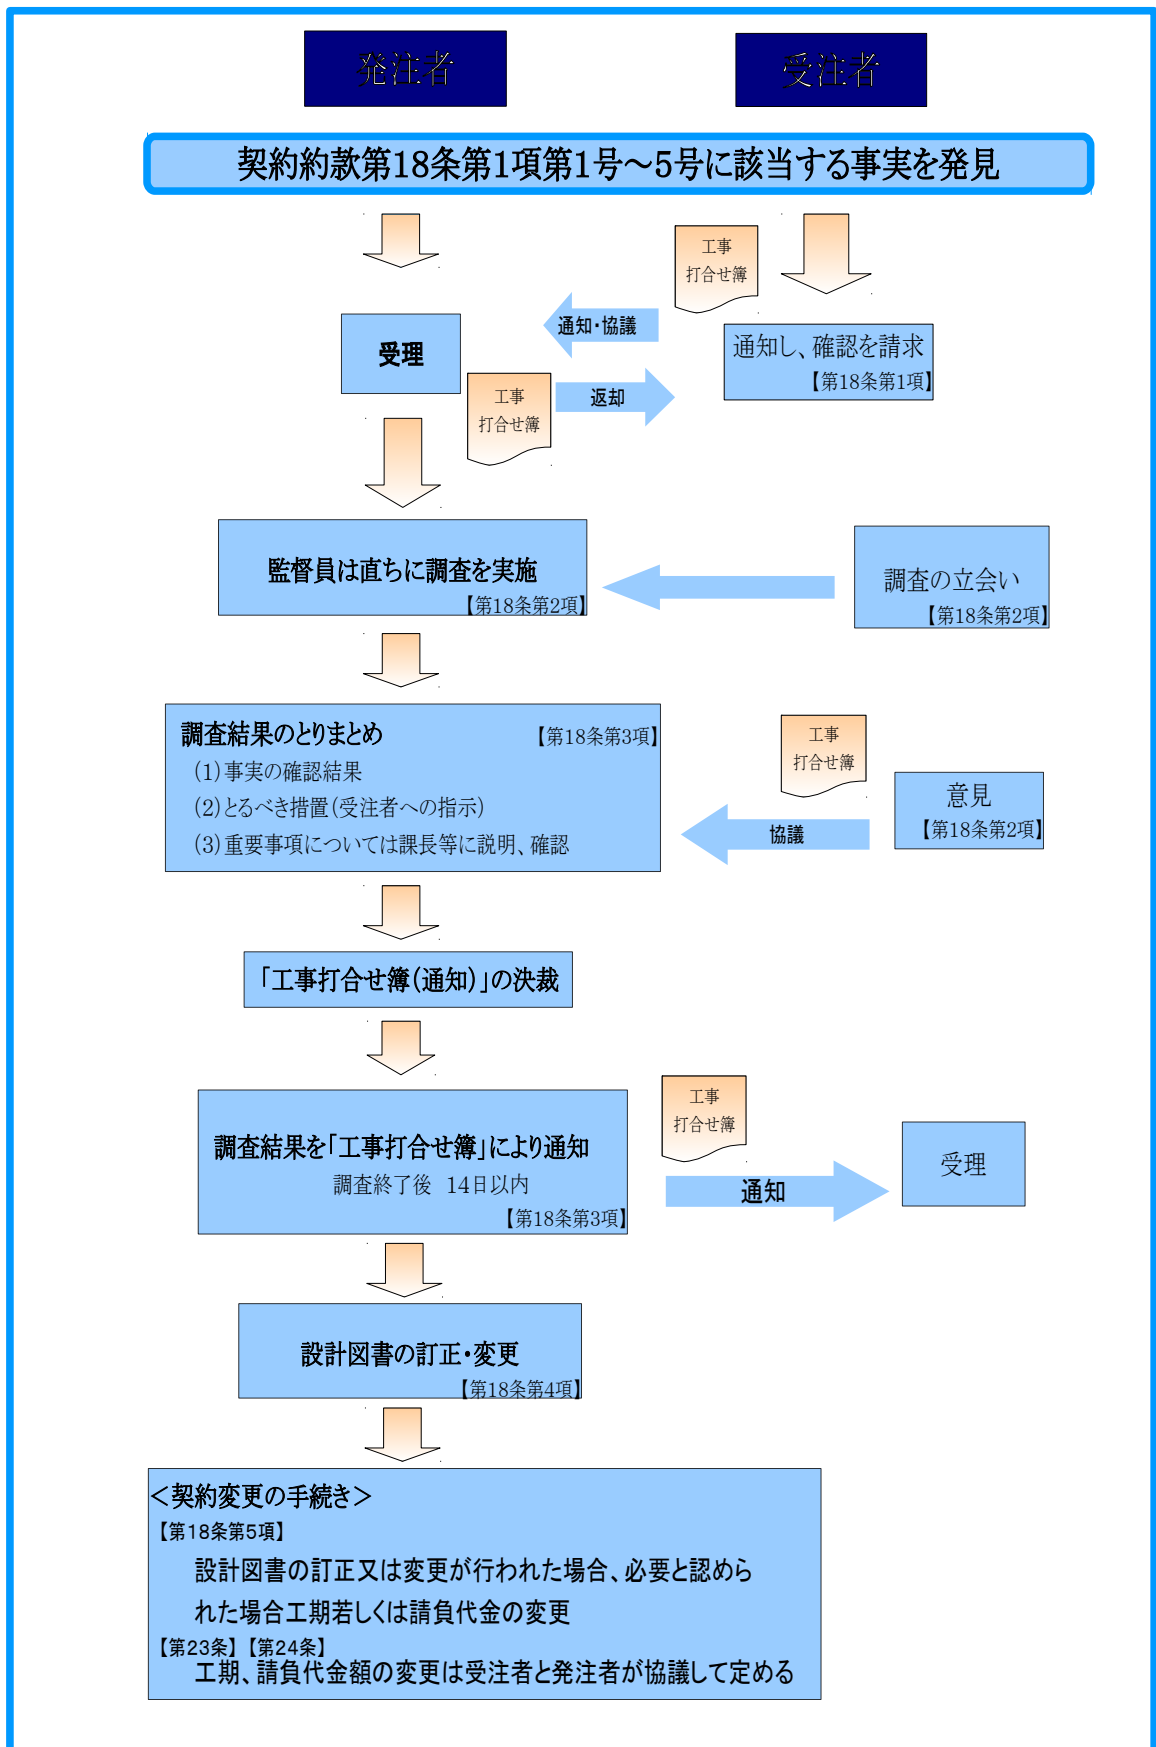 発注者
受注者
契約約款第18条第1項第1号～5号に該当する事実を発見
工事
打合せ簿
通知・協議
受理
通知し、確認を請求
【第18条第1項】
工事
打合せ簿
返却
監督員は直ちに調査を実施
【第18条第2項】
調査の立会い
【第18条第2項】
調査結果のとりまとめ
【第18条第3項】
(1)事実の確認結果
(2)とるべき措置(受注者への指示)
(3)重要事項については課長等に説明、確認
工事
打合せ簿
協議
意見
【第18条第2項】
「工事打合せ簿(通知)」の決裁
調査結果を「工事打合せ簿」により通知
調査終了後 14日以内
【第18条第3項】
工事
打合せ簿
通知
受理
設計図書の訂正・変更
【第18条第4項】
＜契約変更の手続き＞
【第18条第5項】
設計図書の訂正又は変更が行われた場合、必要と認めら
れた場合工期若しくは請負代金の変更
【第23条】【第24条】
工期、請負代金額の変更は受注者と発注者が協議して定める